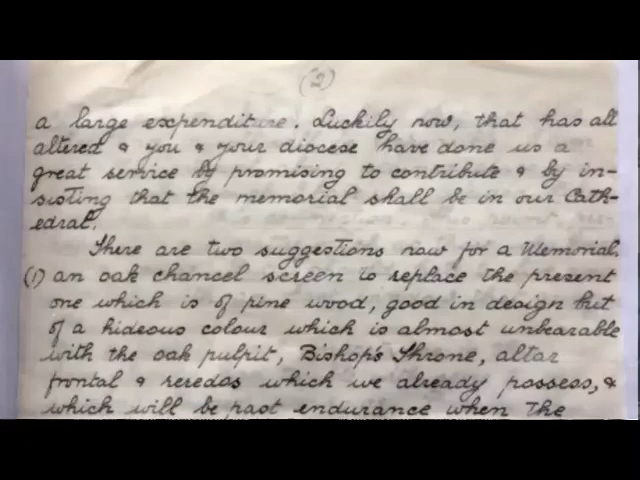 (2)
a large expenditure. Luckily now, that has all
altered & you & your diocese have done us a
great service by promising to contribute & by in-
sisting that the memorial shall be in our Cath-
edral.
There are two suggestions now for a Memorial.
(1) an oak chancel screen to replace the present
one which is of pine wood, good in design but
of a hideous colour which is almost unbearable
with the oak pulpit, Bishop's Throne, altar
frontal & reredos which we already possess, &
which will be past endurance when the